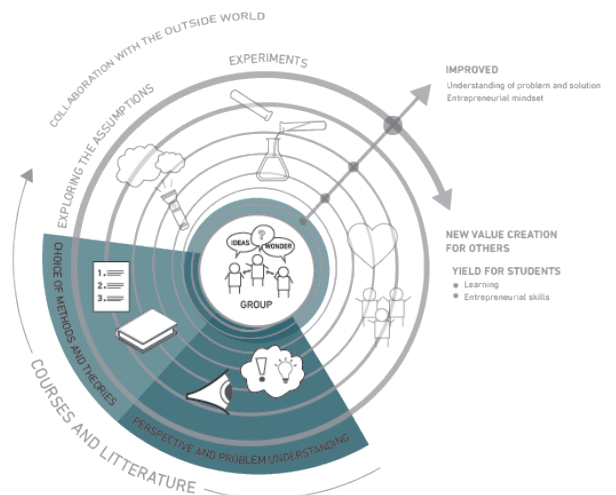 COLLABORATION WITH THE OUTSIDE WORLD
EXPERIMENTS
EXPLORING THE ASSUMPTIONS
IMPROVED
Understanding of problem and solution
Entrepreneurial mindset
IDEAS
?
WONDER
GROUP
NEW VALUE CREATION
FOR OTHERS
YIELD FOR STUDENTS
Learning
Entrepreneurial skills
CHOICE OF METHODS AND THEORIES
1.
2.
3.
!
PERSPECTIVE AND PROBLEM UNDERSTANDING
COURSES AND LITTERATURE